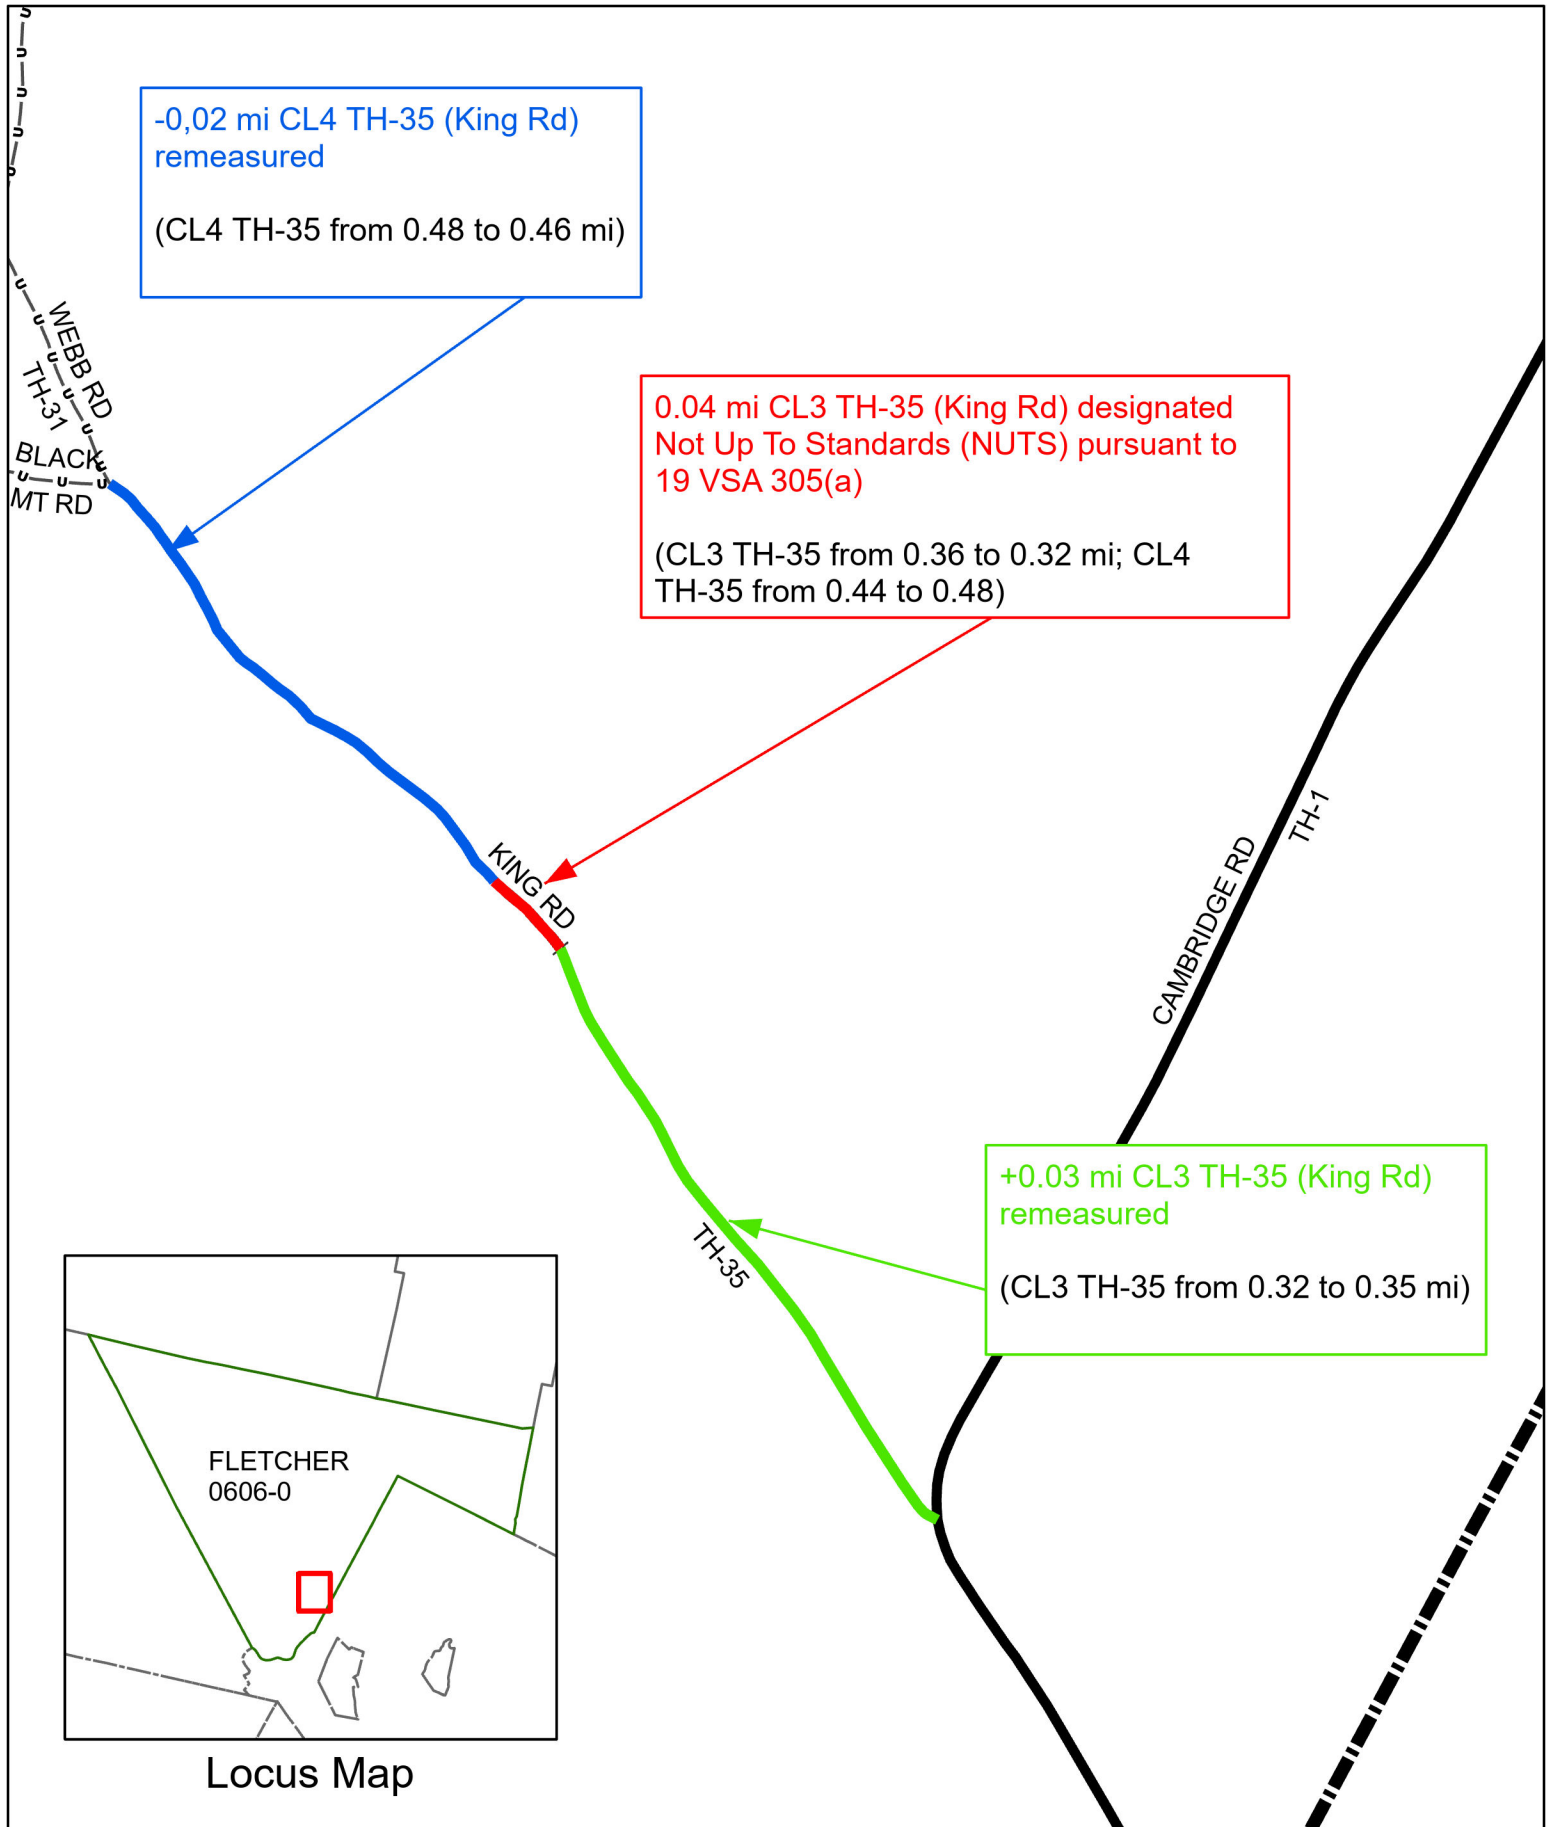 -0,02 mi CL4 TH-35 (King Rd)
remeasured
(CL4 TH-35 from 0.48 to 0.46 mi)
WEBB RD
TH-31
BLACK
MT RD
0.04 mi CL3 TH-35 (King Rd) designated
Not Up To Standards (NUTS) pursuant to
19 VSA 305(a)
(CL3 TH-35 from 0.36 to 0.32 mi; CL4
TH-35 from 0.44 to 0.48)
KING RD
CAMBRIDGE RD
TH-1
+0.03 mi CL3 TH-35 (King Rd)
remeasured
(CL3 TH-35 from 0.32 to 0.35 mi)
TH-35
FLETCHER
0606-0
Locus Map